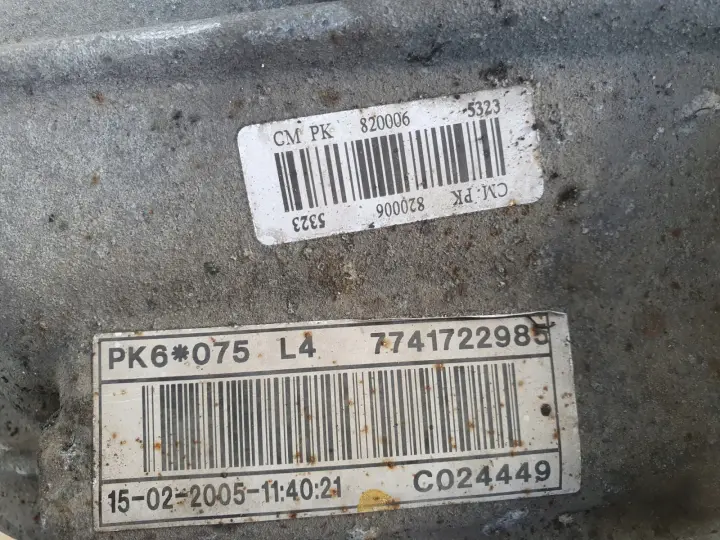 CM PK 820006 5323
CM PK 820006 5323
PK6*075 L4 7741722985
15-02-2005-11:40:21 C024449